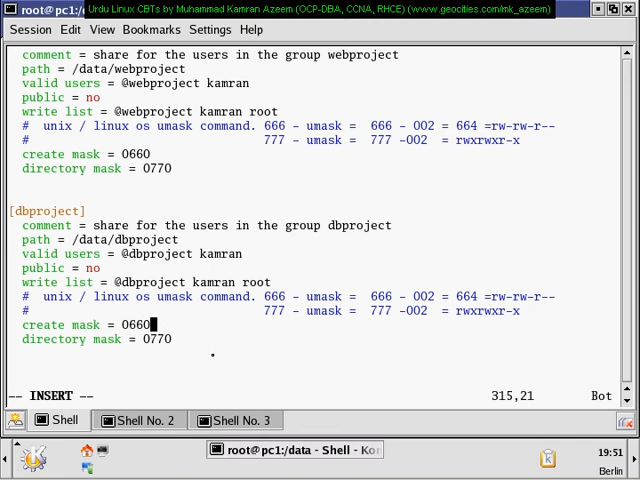 root@p
Urdu Linux CBTs by Muhammad Kamran Azeem (OCP-DBA, CCNA, RHCE) (www.geocities.com/mk_azeem)
Session Edit View Bookmarks Settings Help
comment = share for the users in the group webproject
path = /data/webproject
valid users = @webproject kamran
public = no
write list = @webproject kamran root
# unix / linux os umask command. 666 - umask = 666 - 002 = 664 =rw-rw-r--
# 777 - umask = 777 -002 = rwxrwxr-x
create mask = 0660
directory mask = 0770
[dbproject]
comment = share for the users in the group dbproject
path = /data/dbproject
valid users = @dbproject kamran
public = no
write list = @dbproject kamran root
# unix / linux os umask command. 666 - umask = 666 - 002 = 664 =rw-rw-r--
# 777 - umask = 777 -002 = rwxrwxr-x
create mask = 0660
directory mask = 0770
-- INSERT -- 315,21 Bot
Shell Shell No. 2 Shell No. 3
root@pc1:/data - Shell - Kon
19:51
Berlin